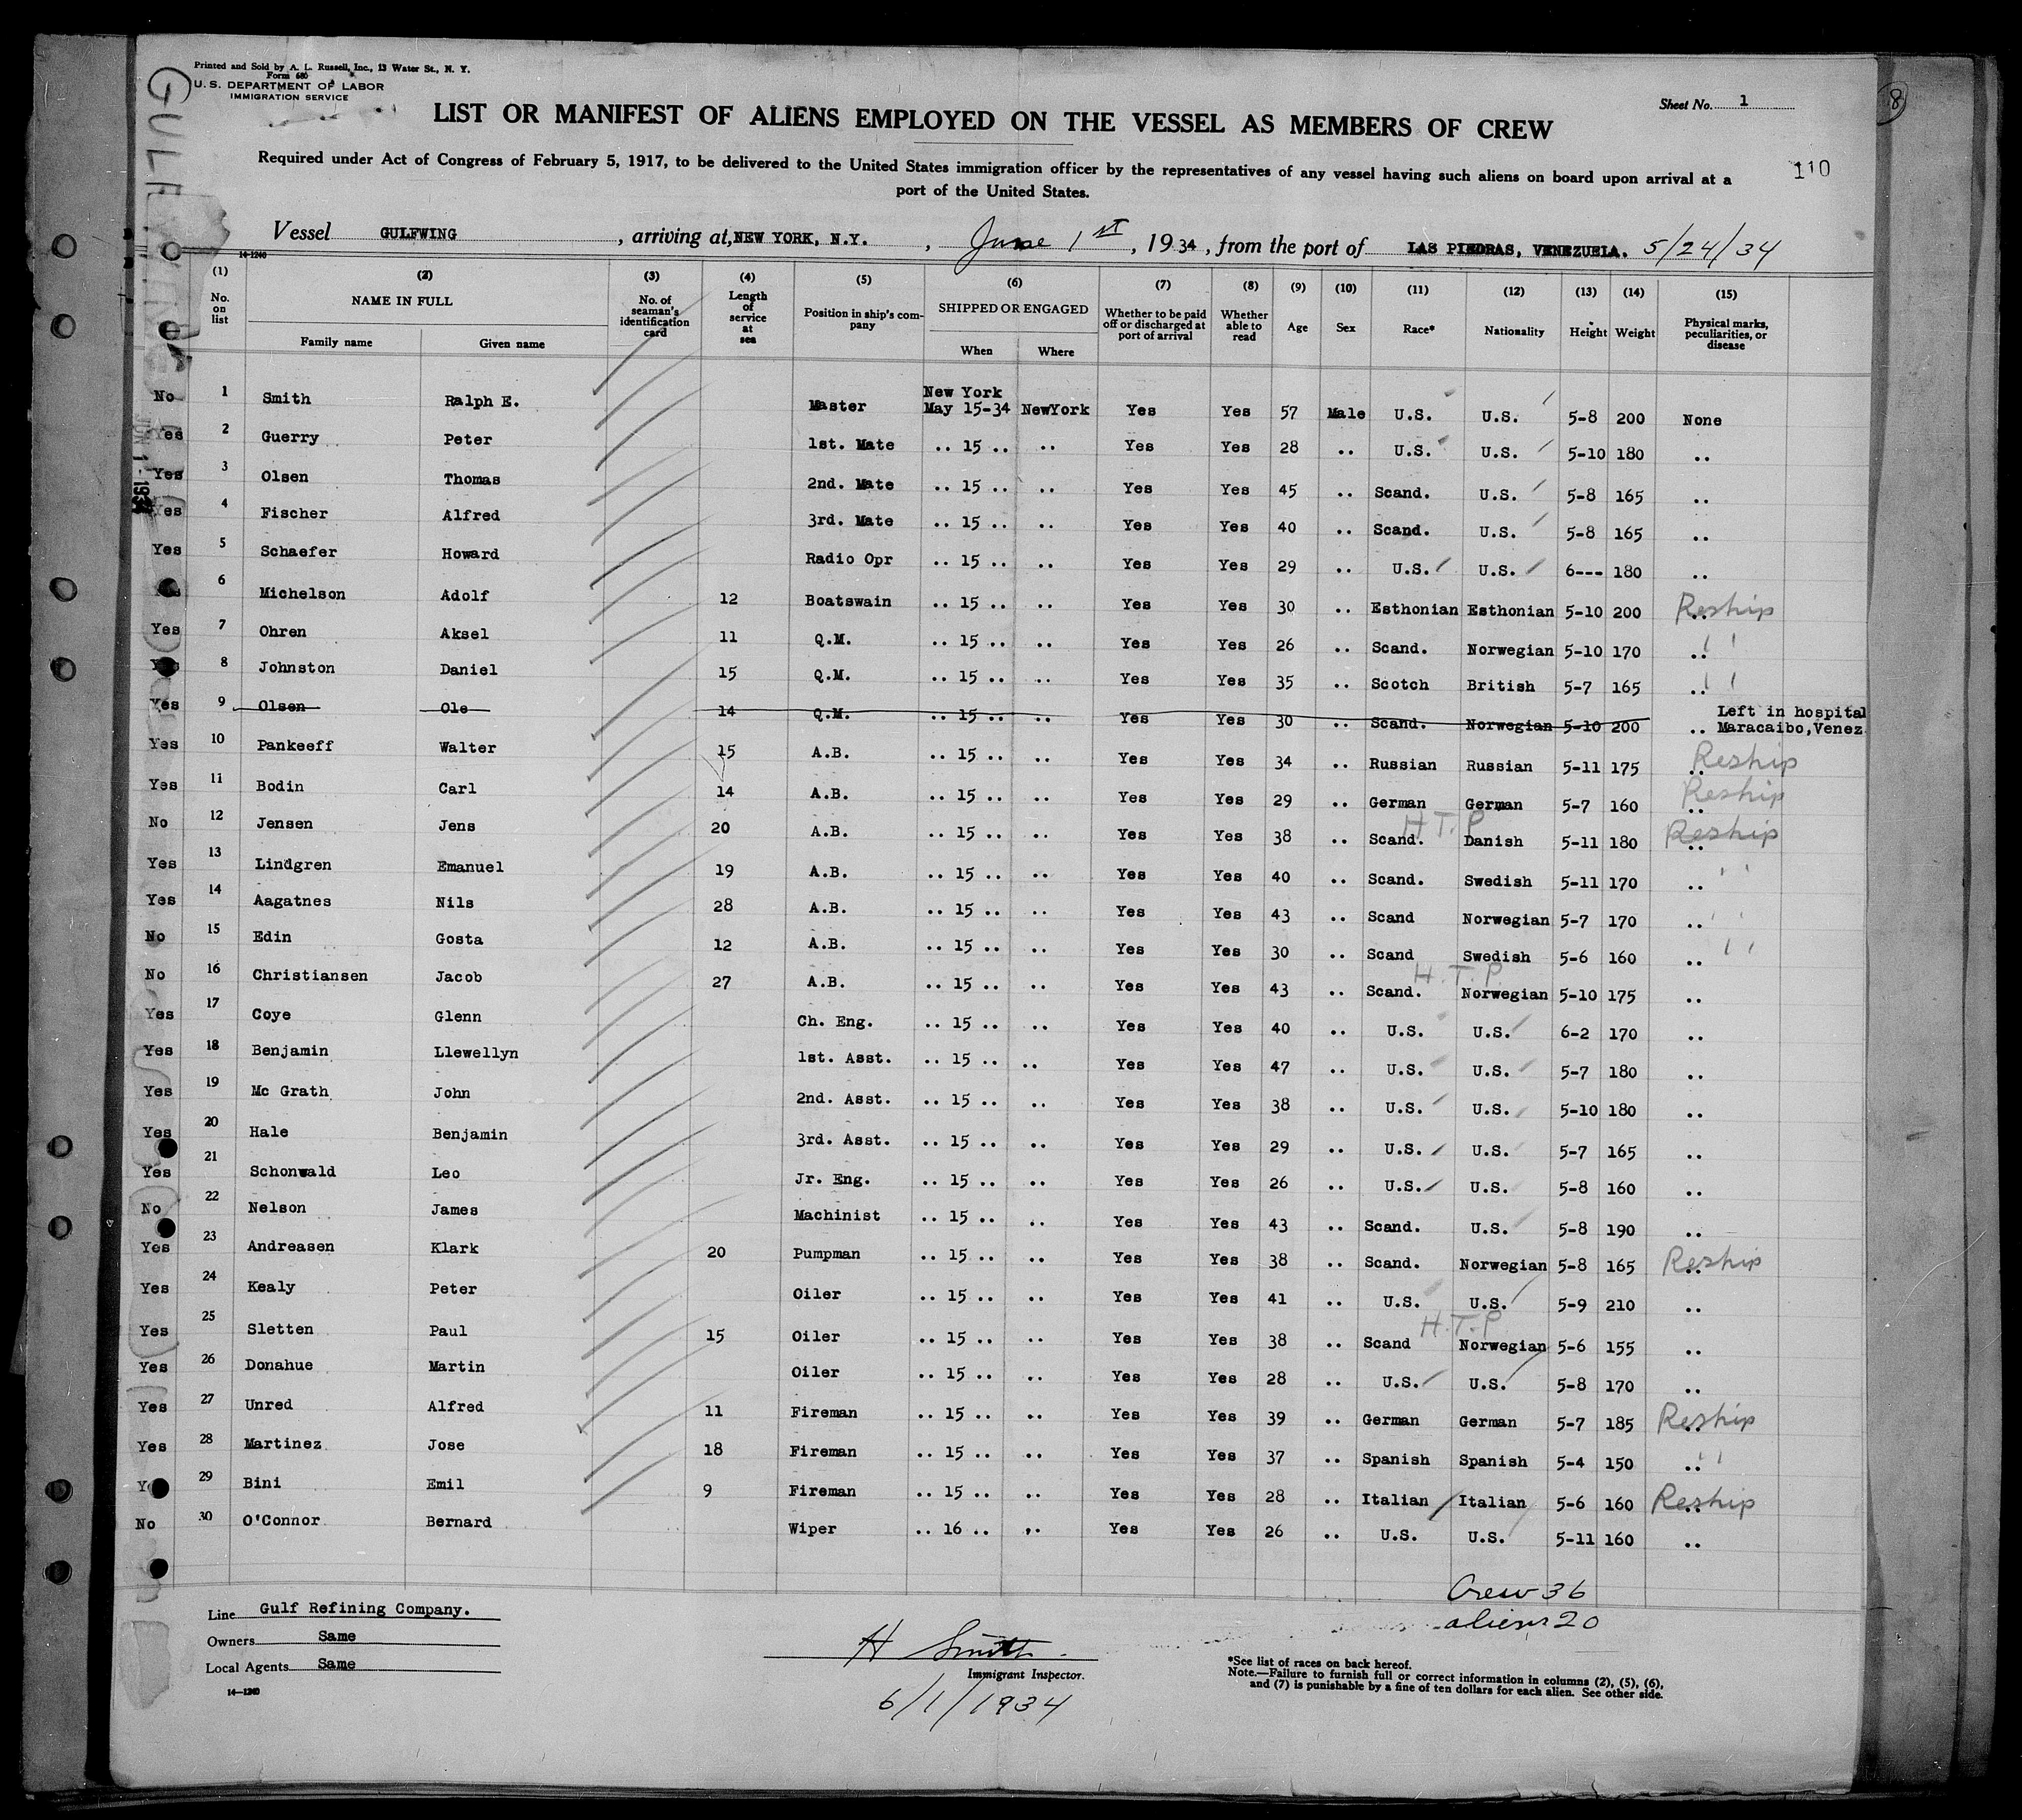 Printed and Sold by A. L. Russell, Inc., 13 Water St., N. Y.
Form 680
U. S. DEPARTMENT OF LABOR
IMMIGRATION SERVICE
Sheet No. 1
8
LIST OR MANIFEST OF ALIENS EMPLOYED ON THE VESSEL AS MEMBERS OF CREW
Required under Act of Congress of February 5, 1917, to be delivered to the United States immigration officer by the representatives of any vessel having such aliens on board upon arrival at a
port of the United States.
110
Vessel GULFWING, arriving at, NEW YORK, N.Y., June 1st, 1934, from the port of LAS PIEDRAS, VENEZUELA. 5/24/34
14-1240
(1) (2) (3) (4) (5) (6) (7) (8) (9) (10) (11) (12) (13) (14) (15)
No. on list NAME IN FULL Family name Given name No. of seaman's identification card Length of service at sea Position in ship's company SHIPPED OR ENGAGED When Where Whether to be paid off or discharged at port of arrival Whether able to read Age Sex Race* Nationality Height Weight Physical marks, peculiarities, or disease
No 1 Smith Ralph E. Master New York May 15-34 NewYork Yes Yes 57 Male U.S. U.S. 5-8 200 None
Yes 2 Guerry Peter 1st. Mate .. 15 .. .. Yes Yes 28 .. U.S. U.S. 5-10 180 ..
Yes 3 Olsen Thomas 2nd. Mate .. 15 .. .. Yes Yes 45 .. Scand. U.S. 5-8 165 ..
Yes 4 Fischer Alfred 3rd. Mate .. 15 .. .. Yes Yes 40 .. Scand. U.S. 5-8 165 ..
Yes 5 Schaefer Howard Radio Opr .. 15 .. .. Yes Yes 29 .. U.S. U.S. 6--- 180 ..
Yes 6 Michelson Adolf 12 Boatswain .. 15 .. .. Yes Yes 30 .. Esthonian Esthonian 5-10 200 .. Reship
Yes 7 Ohren Aksel 11 Q.M. .. 15 .. .. Yes Yes 26 .. Scand. Norwegian 5-10 170 .. ' '
Yes 8 Johnston Daniel 15 Q.M. .. 15 .. .. Yes Yes 35 .. Scotch British 5-7 165 .. ' '
Yes 9 Olsen Ole 14 Q.M. .. 15 .. .. Yes Yes 30 .. Scand. Norwegian 5-10 200 .. Left in hospital Maracaibo,Venez
Yes 10 Pankeeff Walter 15 A.B. .. 15 .. .. Yes Yes 34 .. Russian Russian 5-11 175 .. Reship
Yes 11 Bodin Carl 14 A.B. .. 15 .. .. Yes Yes 29 .. German German 5-7 160 .. Reship
No 12 Jensen Jens 20 A.B. .. 15 .. .. Yes Yes 38 .. Scand. H.T.P. Danish 5-11 180 .. Reship
Yes 13 Lindgren Emanuel 19 A.B. .. 15 .. .. Yes Yes 40 .. Scand. Swedish 5-11 170 .. ' '
Yes 14 Aagatnes Nils 28 A.B. .. 15 .. .. Yes Yes 43 .. Scand Norwegian 5-7 170 .. ' '
No 15 Edin Gosta 12 A.B. .. 15 .. .. Yes Yes 30 .. Scand Swedish 5-6 160 .. ' '
No 16 Christiansen Jacob 27 A.B. .. 15 .. .. Yes Yes 43 .. Scand. H.T.P. Norwegian 5-10 175 ..
Yes 17 Coye Glenn Ch. Eng. .. 15 .. .. Yes Yes 40 .. U.S. U.S. 6-2 170 ..
Yes 18 Benjamin Llewellyn 1st. Asst. .. 15 .. .. Yes Yes 47 .. U.S. U.S. 5-7 180 ..
Yes 19 Mc Grath John 2nd. Asst. .. 15 .. .. Yes Yes 38 .. U.S. U.S. 5-10 180 ..
Yes 20 Hale Benjamin 3rd. Asst. .. 15 .. .. Yes Yes 29 .. U.S. U.S. 5-7 165 ..
Yes 21 Schonwald Leo Jr. Eng. .. 15 .. .. Yes Yes 26 .. U.S. U.S. 5-8 160 ..
No 22 Nelson James Machinist .. 15 .. .. Yes Yes 43 .. Scand. U.S. 5-8 190 ..
Yes 23 Andreasen Klark 20 Pumpman .. 15 .. .. Yes Yes 38 .. Scand. Norwegian 5-8 165 .. Reship
Yes 24 Kealy Peter Oiler .. 15 .. .. Yes Yes 41 .. U.S. U.S. 5-9 210 ..
Yes 25 Sletten Paul 15 Oiler .. 15 .. .. Yes Yes 38 .. Scand H.T.P Norwegian 5-6 155 ..
Yes 26 Donahue Martin Oiler .. 15 .. .. Yes Yes 28 .. U.S. U.S. 5-8 170 ..
Yes 27 Unred Alfred 11 Fireman .. 15 .. .. Yes Yes 39 .. German German 5-7 185 .. Reship
Yes 28 Martinez Jose 18 Fireman .. 15 .. .. Yes Yes 37 .. Spanish Spanish 5-4 150 .. ' '
29 Bini Emil 9 Fireman .. 15 .. .. Yes Yes 28 .. Italian Italian 5-6 160 .. Reship
No 30 O'Connor Bernard Wiper .. 16 .. .. Yes Yes 26 .. U.S. U.S. 5-11 160 ..
Crew 36
aliens 20
Line Gulf Refining Company.
Owners Same
Local Agents Same
14-1240
H Smith
Immigrant Inspector.
6/1/1934
*See list of races on back hereof.
Note.—Failure to furnish full or correct information in columns (2), (5), (6),
and (7) is punishable by a fine of ten dollars for each alien. See other side.